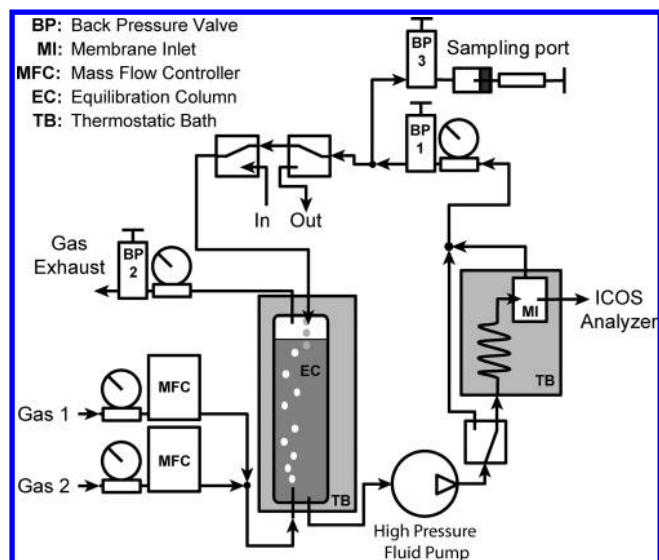 BP: Back Pressure Valve
MI: Membrane Inlet
MFC: Mass Flow Controller
EC: Equilibration Column
TB: Thermostatic Bath
BP
3
Sampling port
BP
1
In
Out
Gas
Exhaust
BP
2
MI
ICOS
Analyzer
TB
EC
MFC
Gas 1
MFC
Gas 2
TB
High Pressure
Fluid Pump